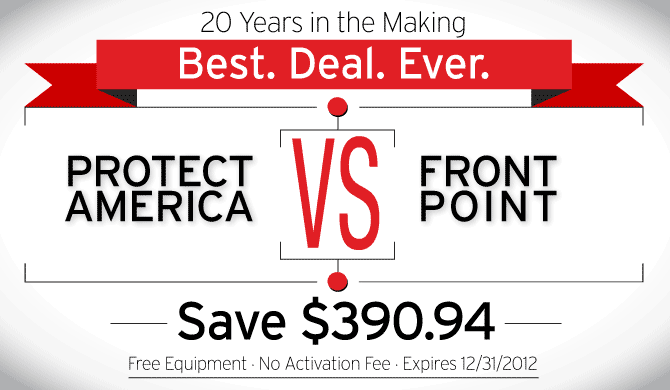 20 Years in the Making
Best. Deal. Ever.
PROTECT
AMERICA
VS
FRONT
POINT
Save $390.94
Free Equipment · No Activation Fee · Expires 12/31/2012